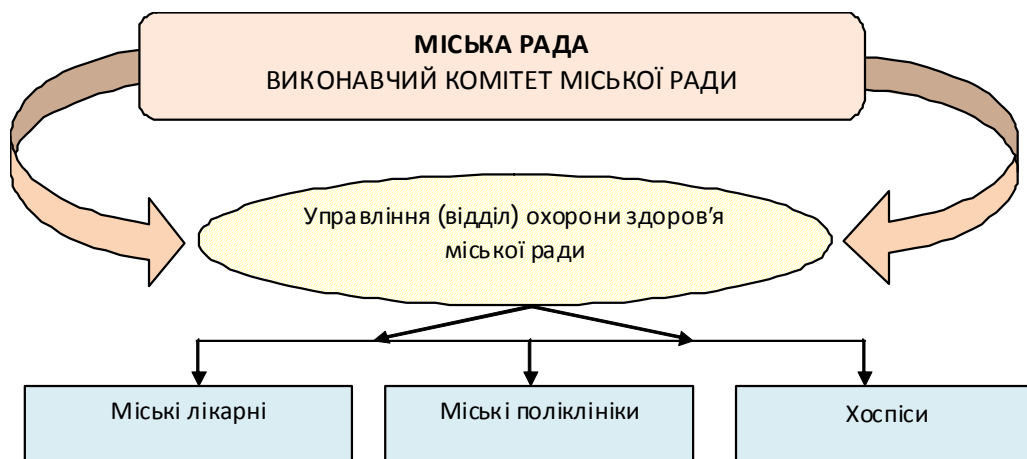 МІСЬКА РАДА
ВИКОНАВЧИЙ КОМІТЕТ МІСЬКОЇ РАДИ
Управління (відділ) охорони здоров’я
міської ради
Міські лікарні
Міські поліклініки
Хоспіси